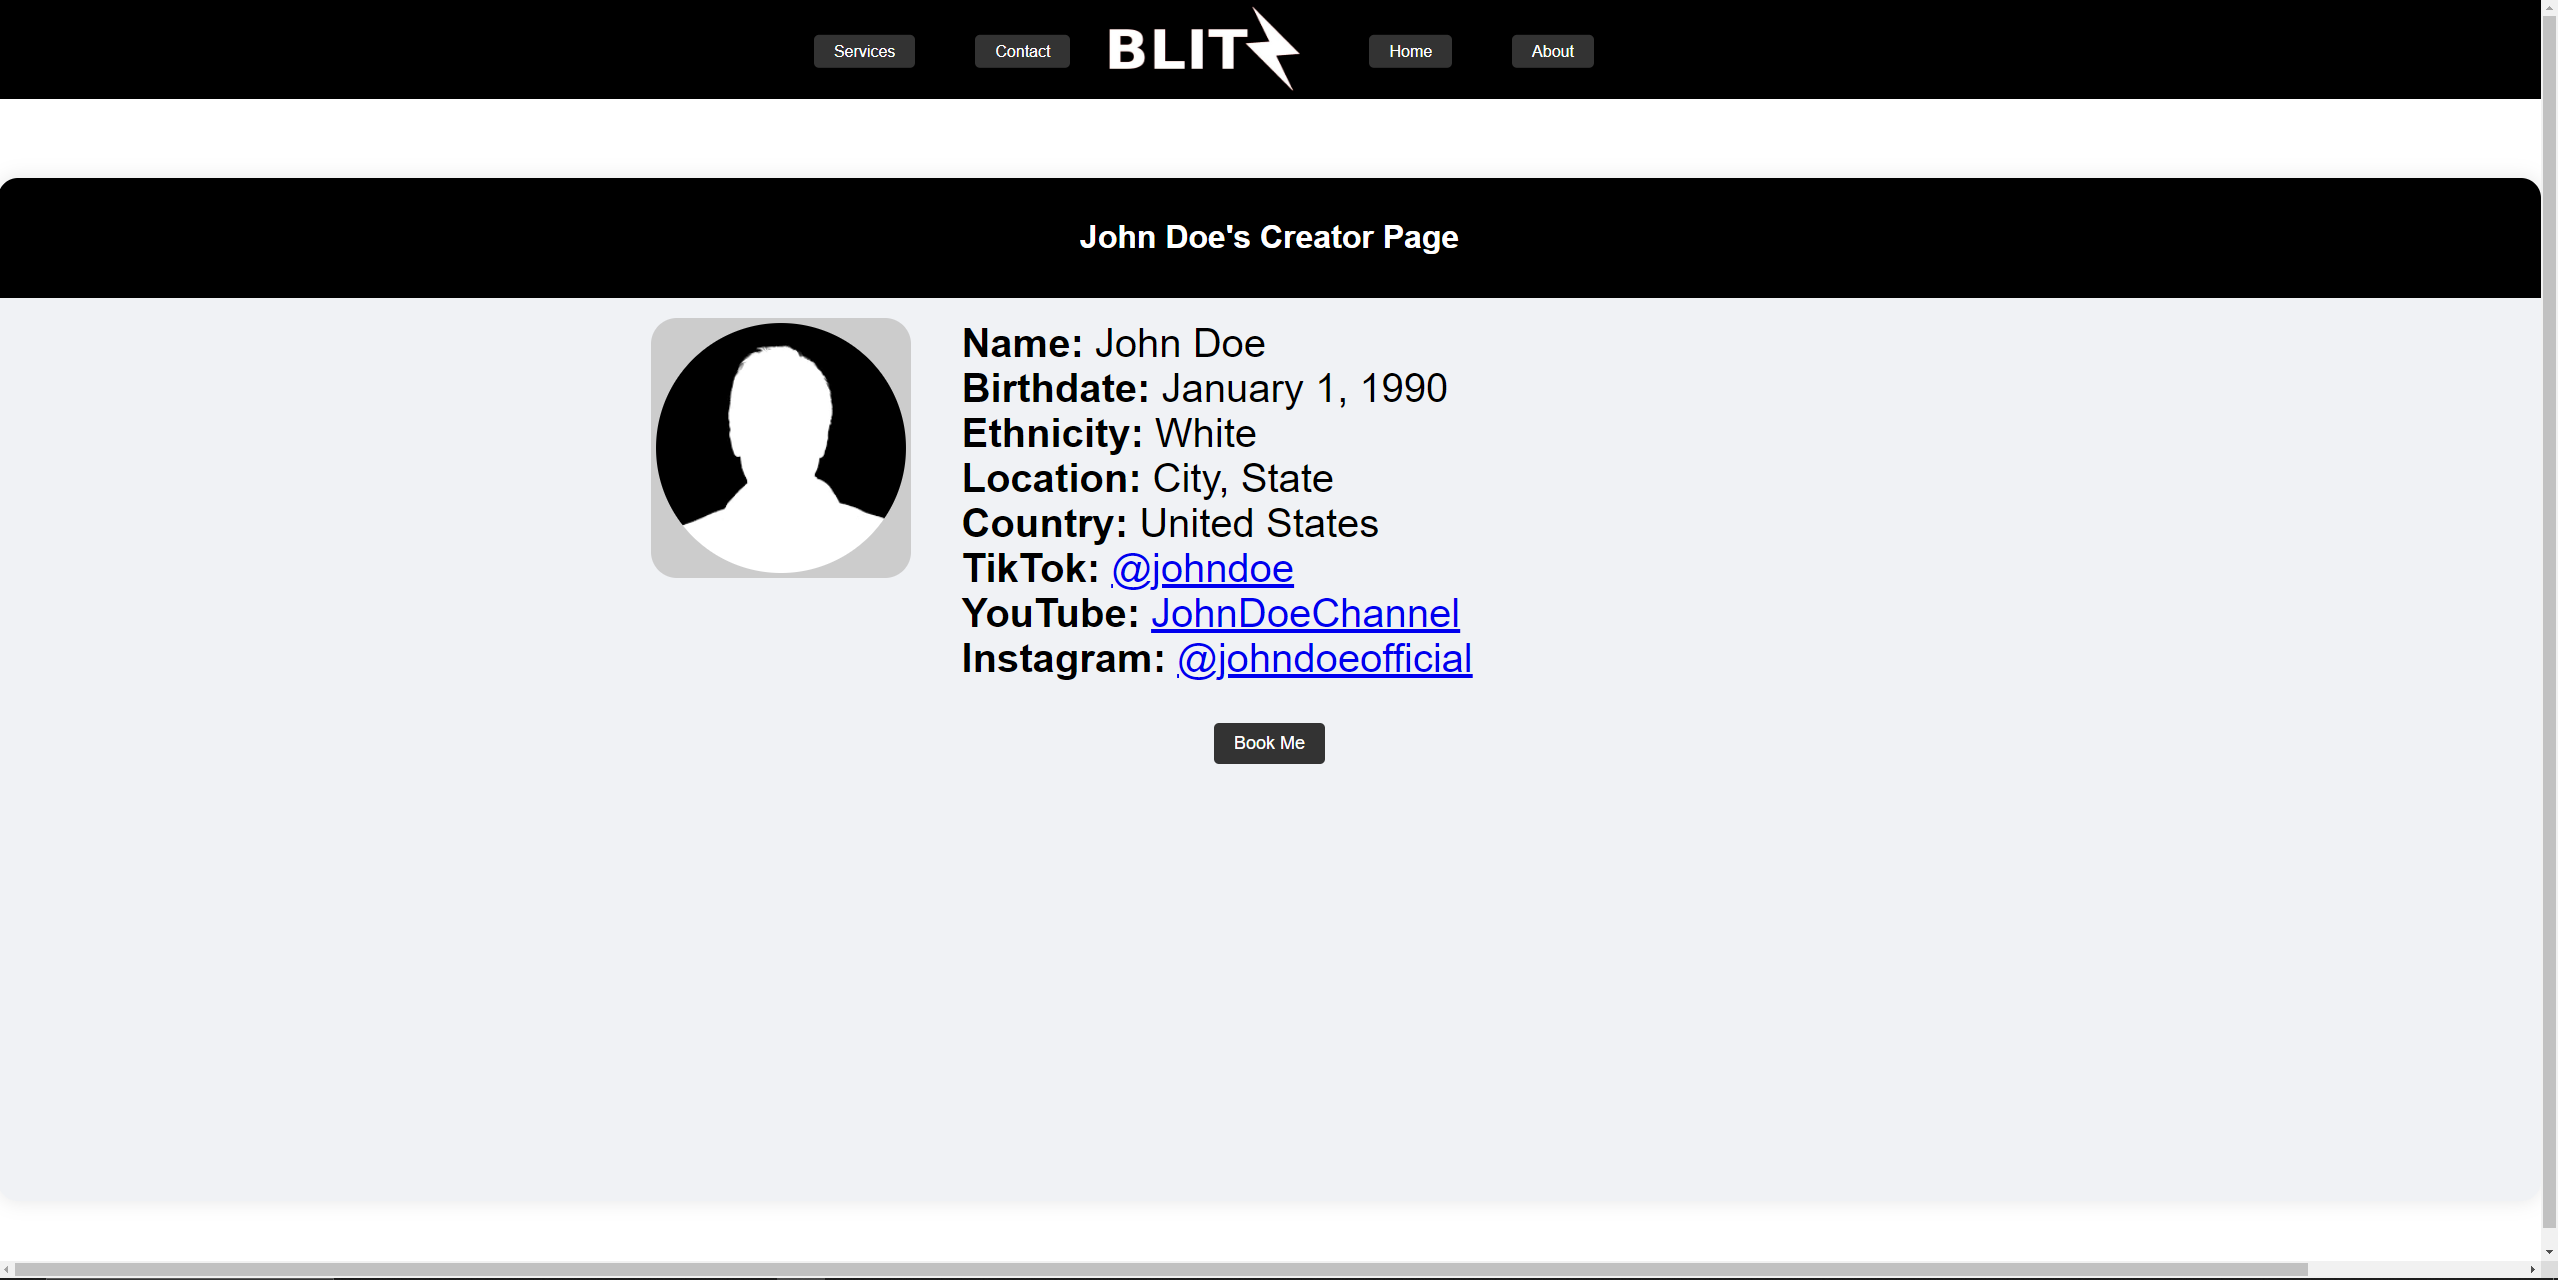 Services
Contact
BLITZ
Home
About
John Doe's Creator Page
Name: John Doe
Birthdate: January 1, 1990
Ethnicity: White
Location: City, State
Country: United States
TikTok: @johndoe
YouTube: JohnDoeChannel
Instagram: @johndoeofficial
Book Me